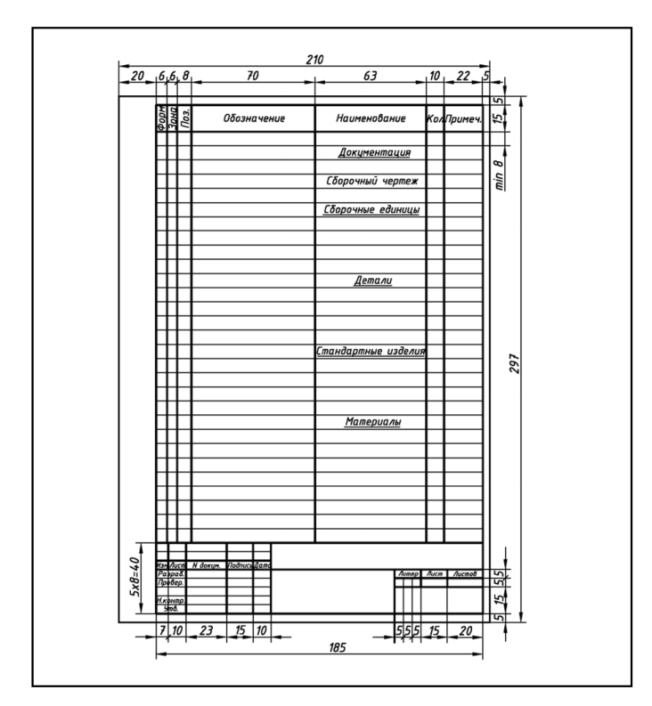 210
20 6 6 8 70 63 10 22 5
Форм Зона Поз. Обозначение Наименование Кол Примеч.
5
15
min 8
Документация
Сборочный чертеж
Сборочные единицы
Детали
Стандартные изделия
297
Материалы
5х8=40
Изм Лист N докум. Подпись Дата
Разраб. Литер Лист Листов
Провер.
Н.контр.
Утв.
5 5
15
5
7 10 23 15 10 5 5 5 15 20
185